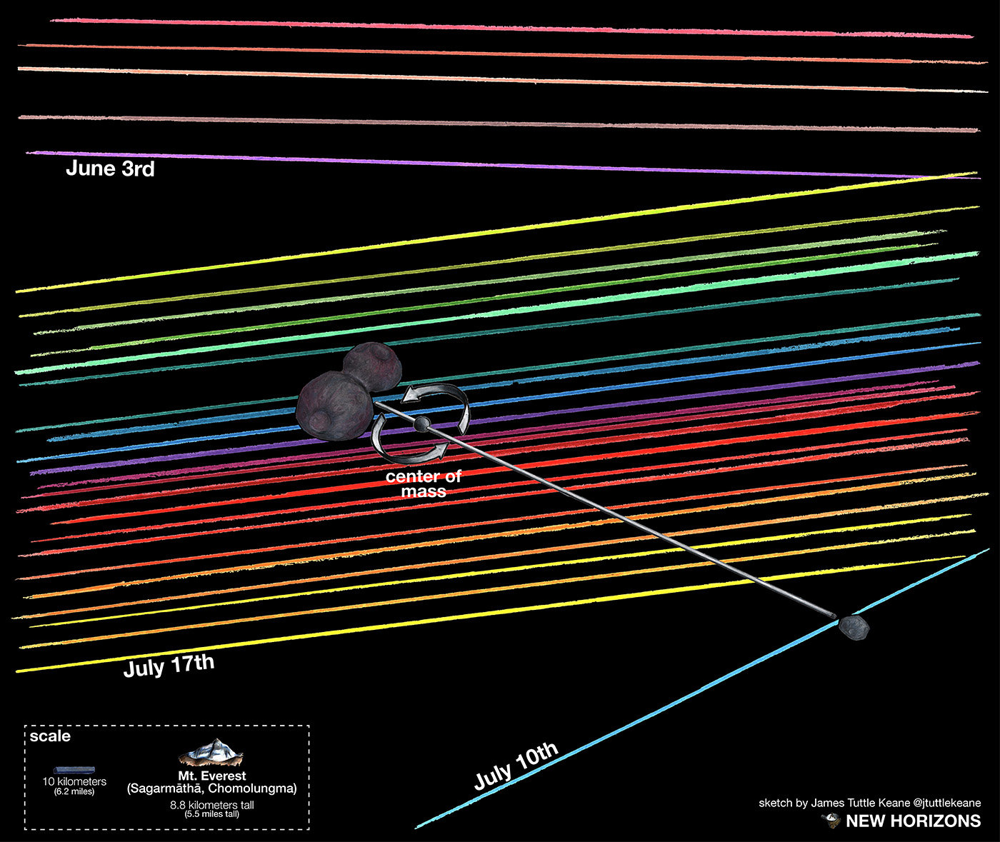 June 3rd
center of
mass
July 17th
July 10th
scale
10 kilometers
(6.2 miles)
Mt. Everest
(Sagarmāthā, Chomolungma)
8.8 kilometers tall
(5.5 miles tall)
sketch by James Tuttle Keane @jtuttlekeane
NEW HORIZONS